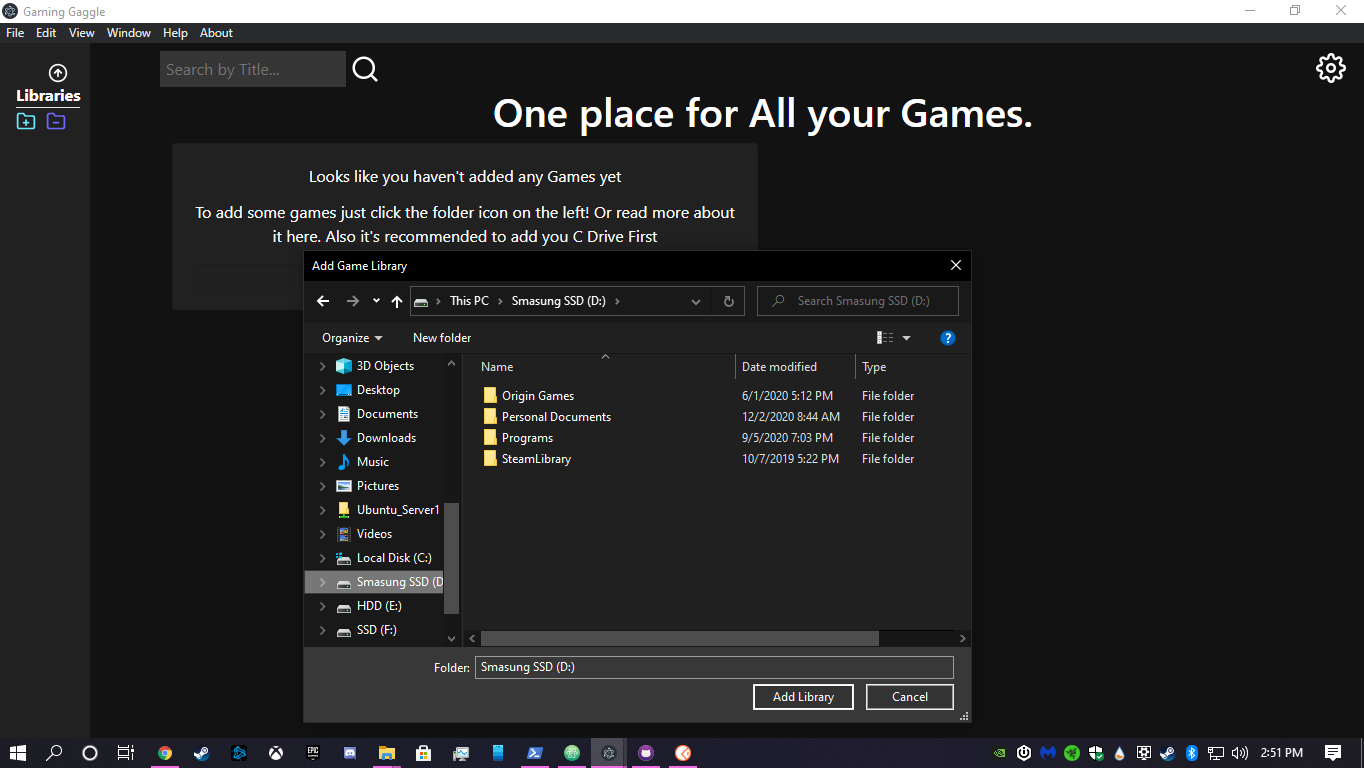 Gaming Gaggle
File Edit View Window Help About
Search by Title...
Libraries
One place for All your Games.
Looks like you haven't added any Games yet
To add some games just click the folder icon on the left! Or read more about
it here. Also it's recommended to add you C Drive First
Add Game Library
This PC Smasung SSD (D:) Search Smasung SSD (D:)
Organize New folder ?
Name Date modified Type
3D Objects
Desktop
Documents
Downloads
Music
Pictures
Ubuntu_Server1
Videos
Local Disk (C:)
Smasung SSD (D
HDD (E:)
SSD (F:)
Origin Games 6/1/2020 5:12 PM File folder
Personal Documents 12/2/2020 8:44 AM File folder
Programs 9/5/2020 7:03 PM File folder
SteamLibrary 10/7/2019 5:22 PM File folder
Folder: Smasung SSD (D:)
Add Library Cancel
EPIC 2:51 PM